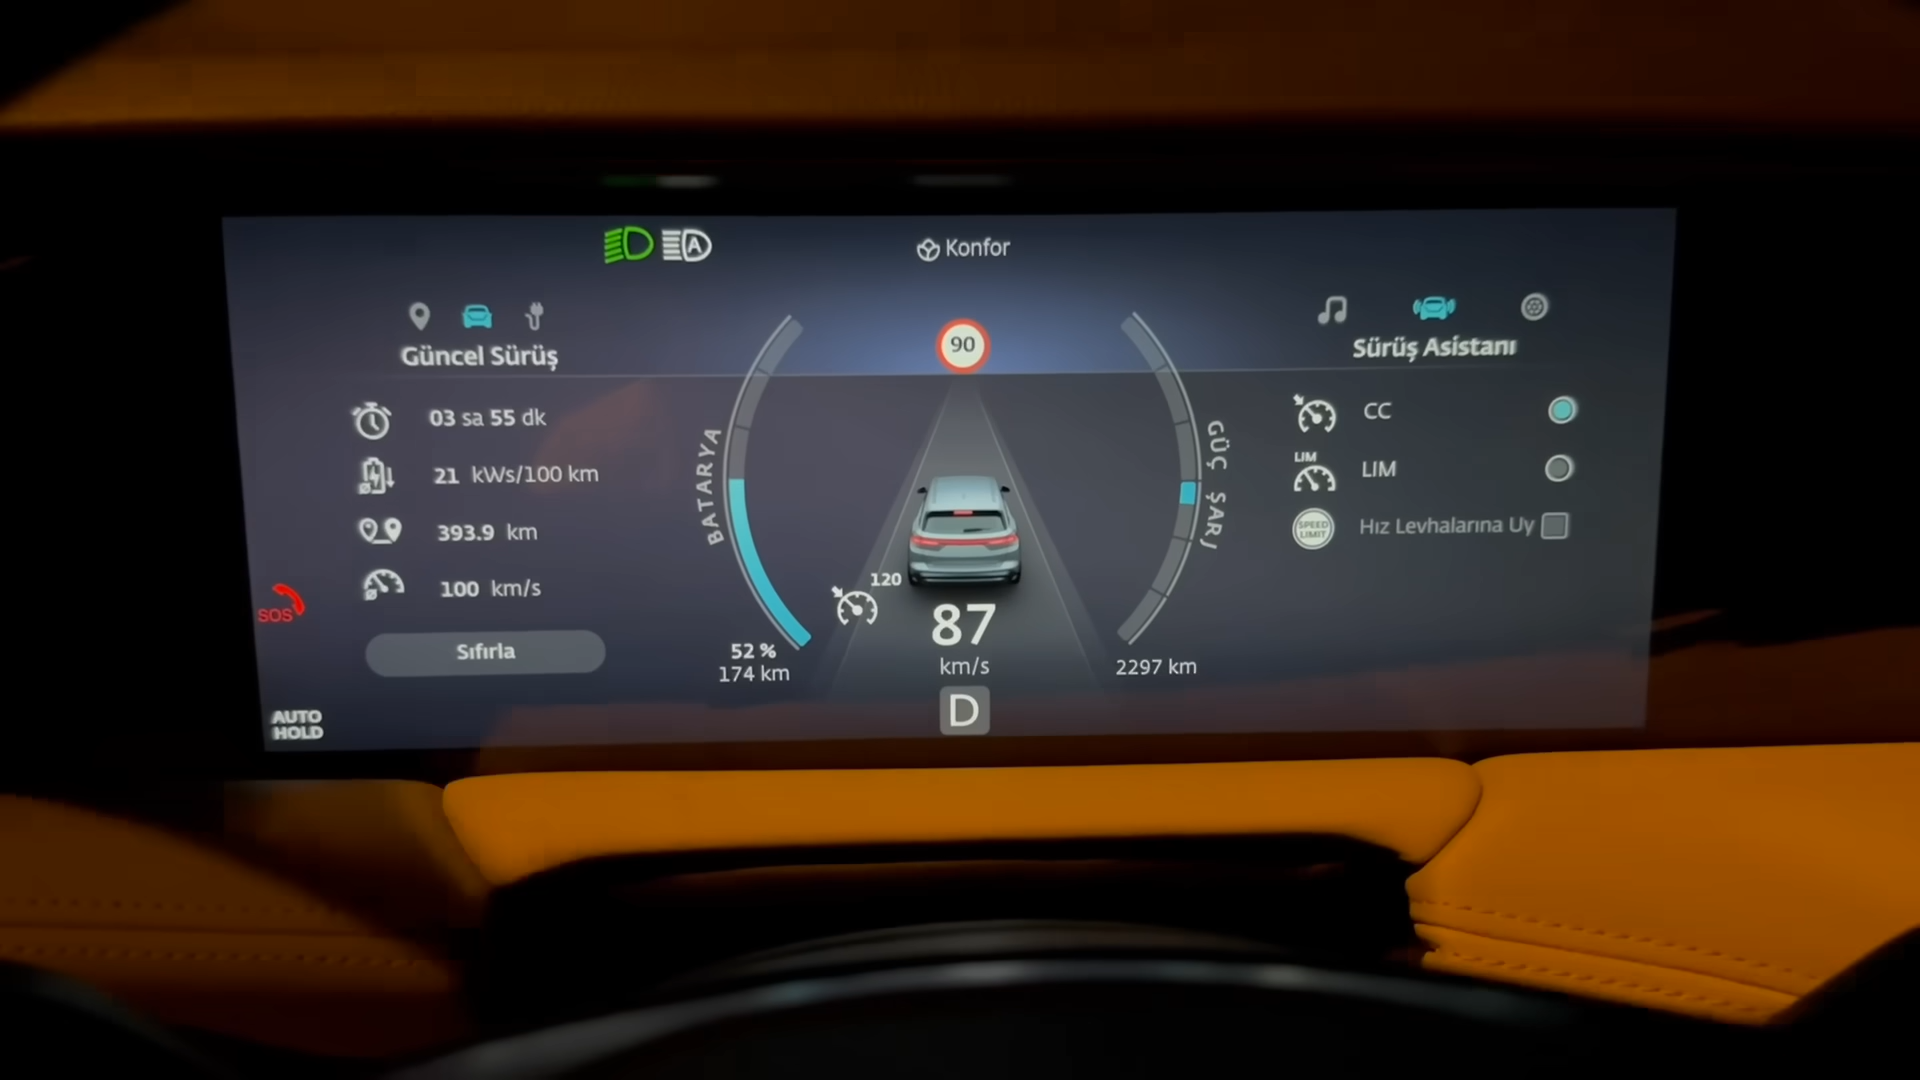 A
Konfor
Güncel Sürüş
03 sa 55 dk
21 kWs/100 km
393.9 km
100 km/s
Sıfırla
SOS
AUTO
HOLD
BATARYA
52 %
174 km
90
120
87
km/s
D
GÜÇ
ŞARJ
2297 km
Sürüş Asistanı
CC
LIM
LIM
SPEED
LIMIT
Hız Levhalarına Uy